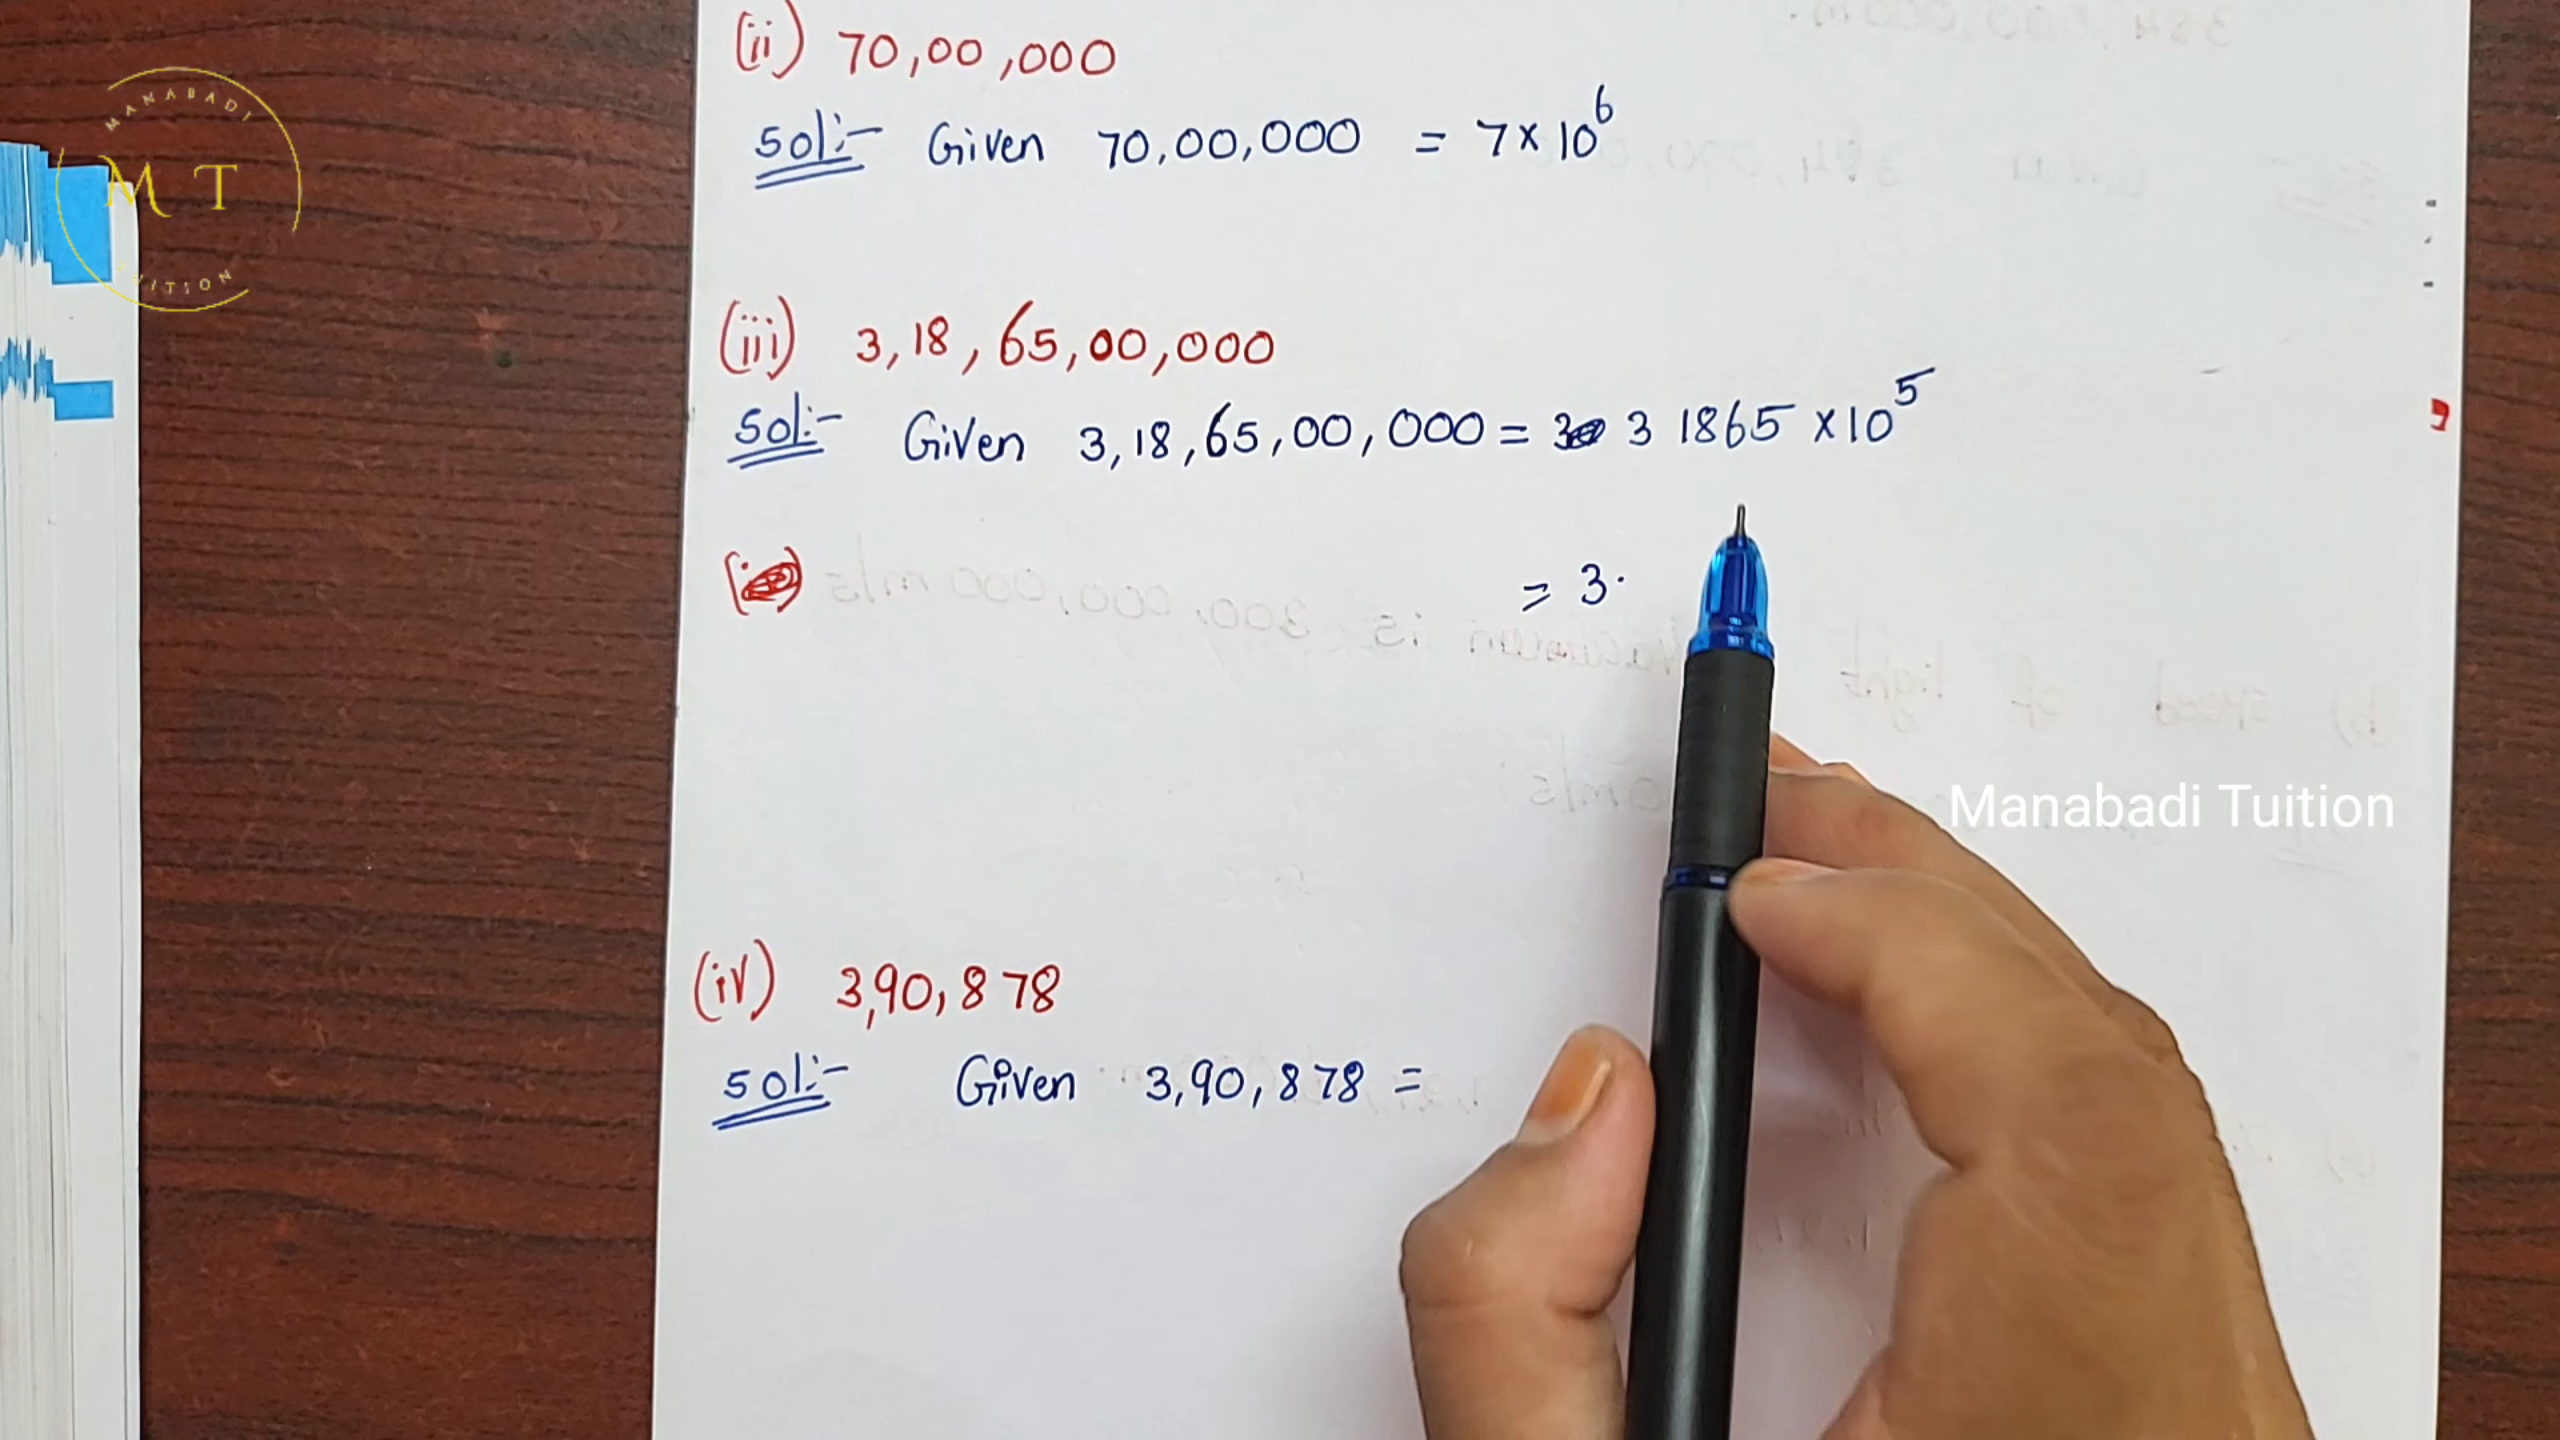 MANABADI
M T
TUITION
(ii) 70,00,000
Sol:- Given 70,00,000 = 7 × 10⁶
(iii) 3,18,65,00,000
Sol:- Given 3,18,65,00,000 = 3 1865 × 10⁵
= 3.
Manabadi Tuition
(iv) 3,90,878
Sol:- Given 3,90,878 =